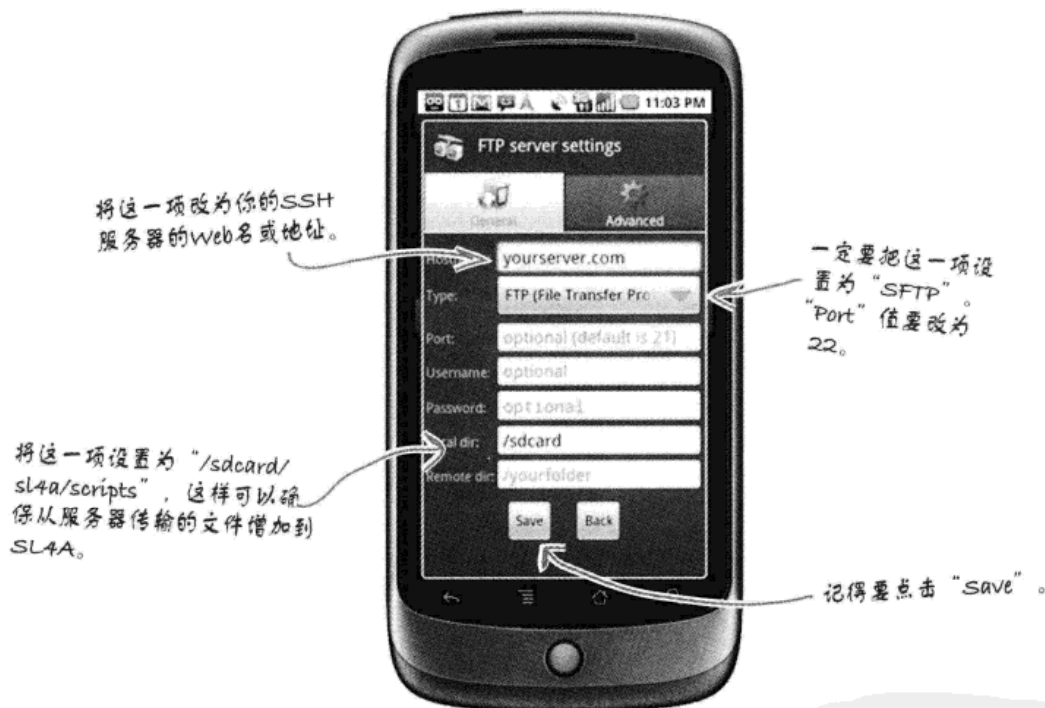 11:03 PM
FTP server settings
General
Advanced
将这一项改为你的SSH
服务器的Web名或地址。
Host:
yourserver.com
一定要把这一项设
置为“SFTP”。
“Port”值要改为
22。
Type:
FTP (File Transfer Pro
Port:
optional (default is 21)
Username:
optional
Password:
optional
将这一项设置为“/sdcard/
sl4a/scripts”，这样可以确
保从服务器传输的文件增加到
SL4A。
cal dir:
/sdcard
Remote dir:
/yourfolder
Save
Back
记得要点击“Save”。